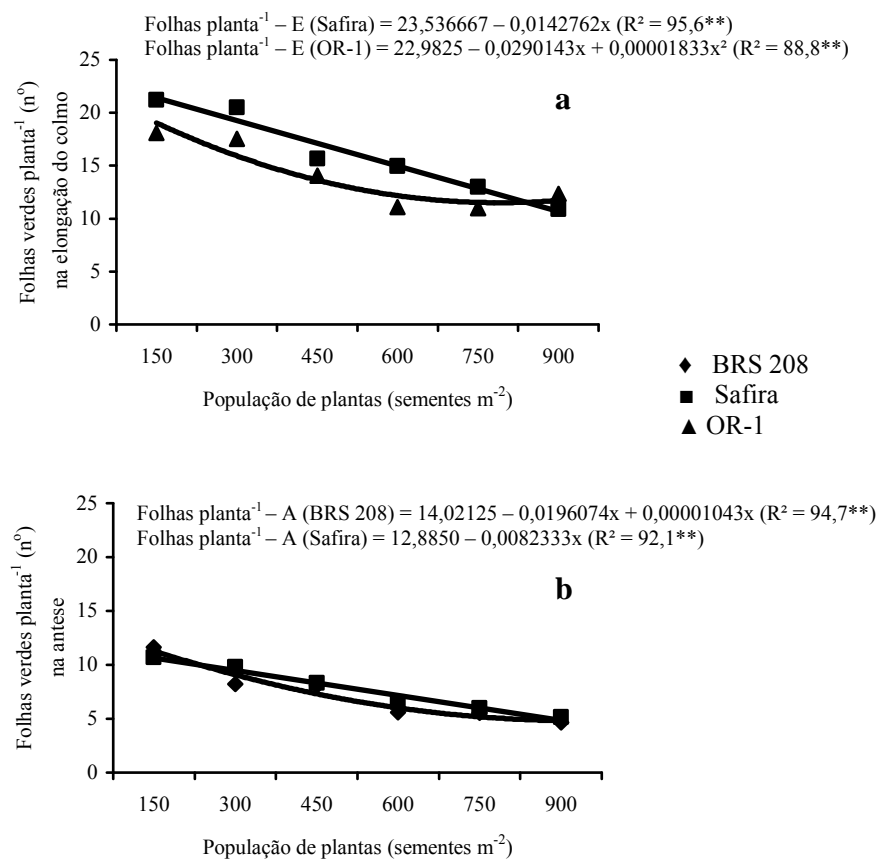 Folhas planta⁻¹ – E (Safira) = 23,536667 – 0,0142762x (R² = 95,6**)
Folhas planta⁻¹ – E (OR-1) = 22,9825 – 0,0290143x + 0,00001833x² (R² = 88,8**)
a
25
20
15
10
5
0
Folhas verdes planta⁻¹ (nº)
na elongação do colmo
150 300 450 600 750 900
População de plantas (sementes m⁻²)
BRS 208
Safira
OR-1
Folhas planta⁻¹ – A (BRS 208) = 14,02125 – 0,0196074x + 0,00001043x (R² = 94,7**)
Folhas planta⁻¹ – A (Safira) = 12,8850 – 0,0082333x (R² = 92,1**)
b
25
20
15
10
5
0
Folhas verdes planta⁻¹ (nº)
na antese
150 300 450 600 750 900
População de plantas (sementes m⁻²)